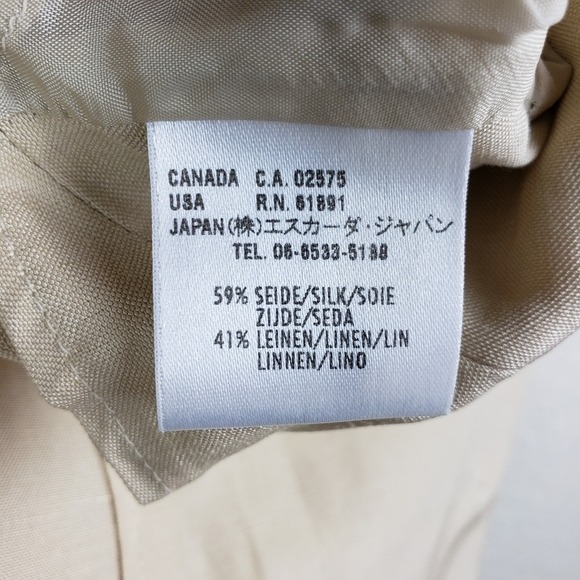 CANADA C.A. 02575
USA R.N. 61891
JAPAN(株)エスカーダ・ジャパン
TEL. 06-6533-5188
59% SEIDE/SILK/SOIE
ZIJDE/SEDA
41% LEINEN/LINEN/LIN
LINNEN/LINO